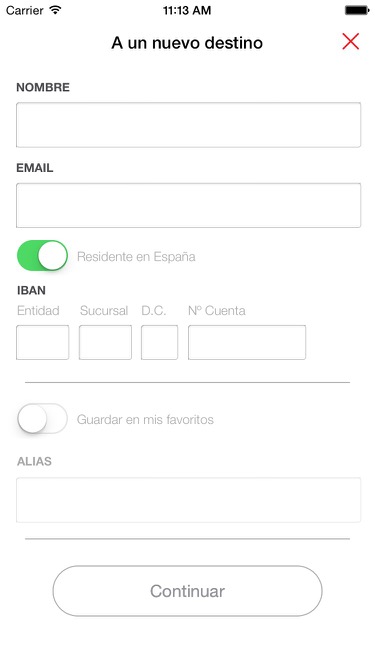 Carrier 11:13 AM
A un nuevo destino
NOMBRE
EMAIL
Residente en España
IBAN
Entidad Sucursal D.C. Nº Cuenta
Guardar en mis favoritos
ALIAS
Continuar